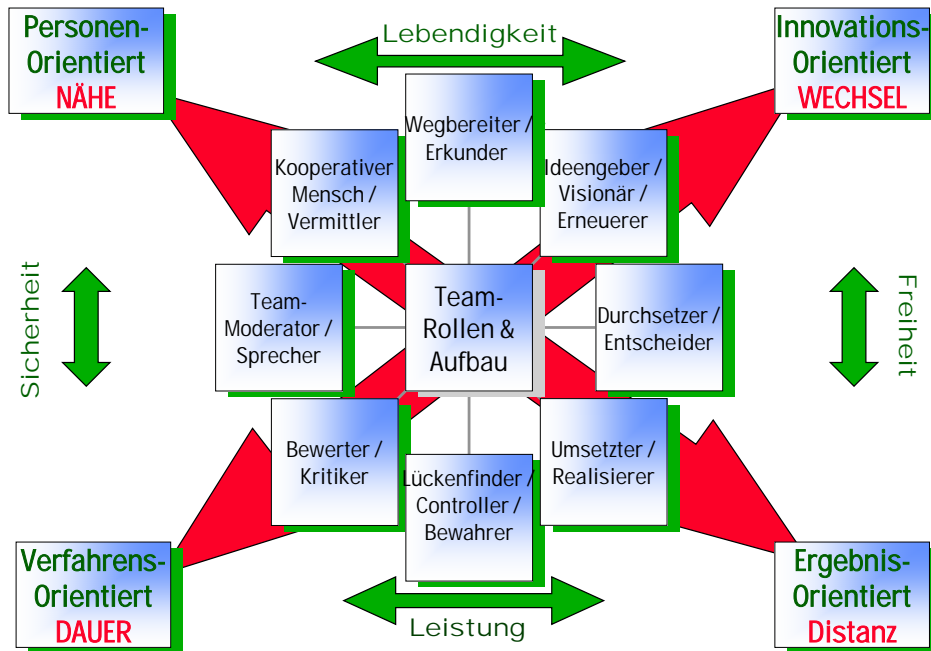 Personen-
Orientiert
NÄHE
Lebendigkeit
Innovations-
Orientiert
WECHSEL
Kooperativer
Mensch /
Vermittler
Wegbereiter /
Erkunder
Ideengeber /
Visionär /
Erneuerer
Sicherheit
Team-
Moderator /
Sprecher
Team-
Rollen &
Aufbau
Durchsetzer /
Entscheider
Freiheit
Bewerter /
Kritiker
Lückenfinder /
Controller /
Bewahrer
Umsetzter /
Realisierer
Verfahrens-
Orientiert
DAUER
Leistung
Ergebnis-
Orientiert
Distanz